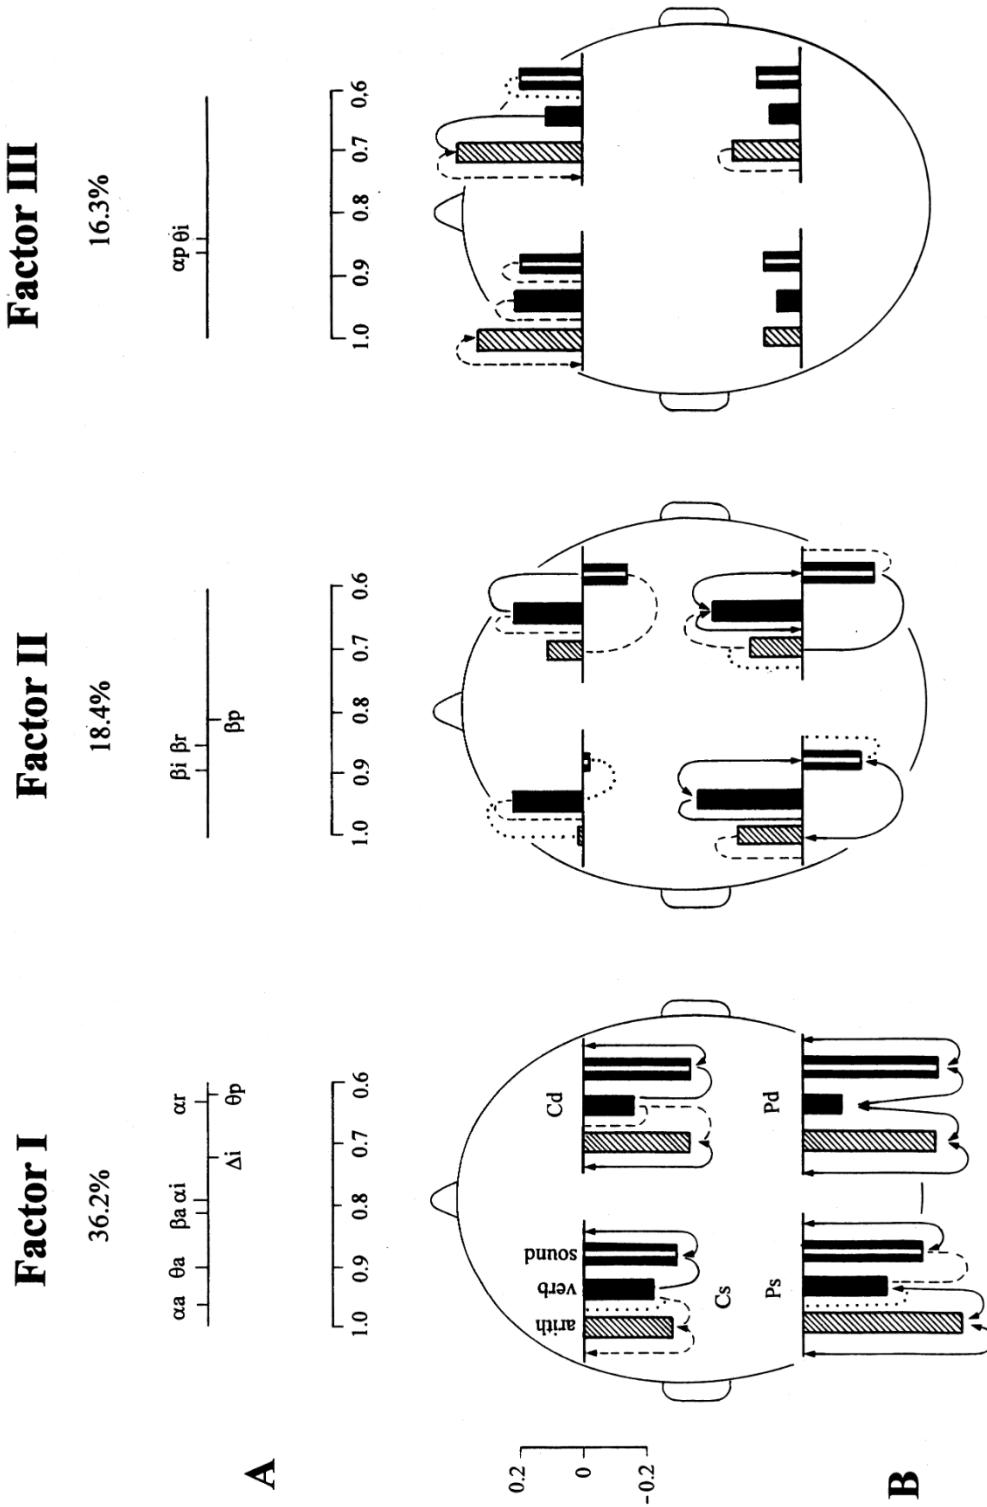 Factor I Factor II Factor III
36.2% 18.4% 16.3%
αa θa βa αi αr βi βr αp θi
Δi θp βp
A
1.0 0.9 0.8 0.7 0.6 1.0 0.9 0.8 0.7 0.6 1.0 0.9 0.8 0.7 0.6
0.2
arith verb sound Cd
0
-0.2
Cs
Ps Pd
B